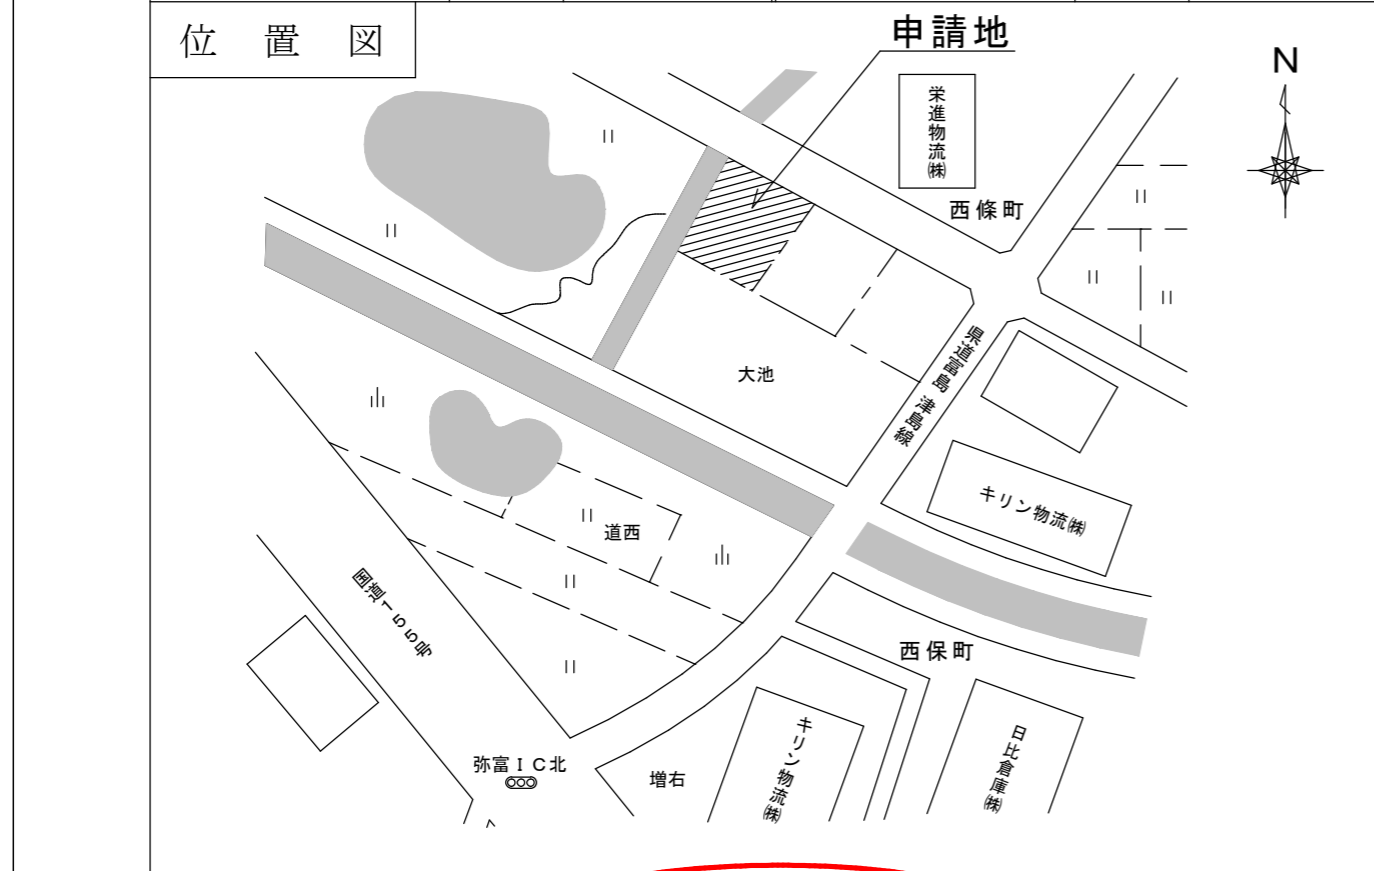 位置図
申請地
N
栄進物流㈱
西條町
県道富島津島線
大池
キリン物流㈱
道西
国道155号
西保町
弥富IC北
増右
キリン物流㈱
日比倉庫㈱